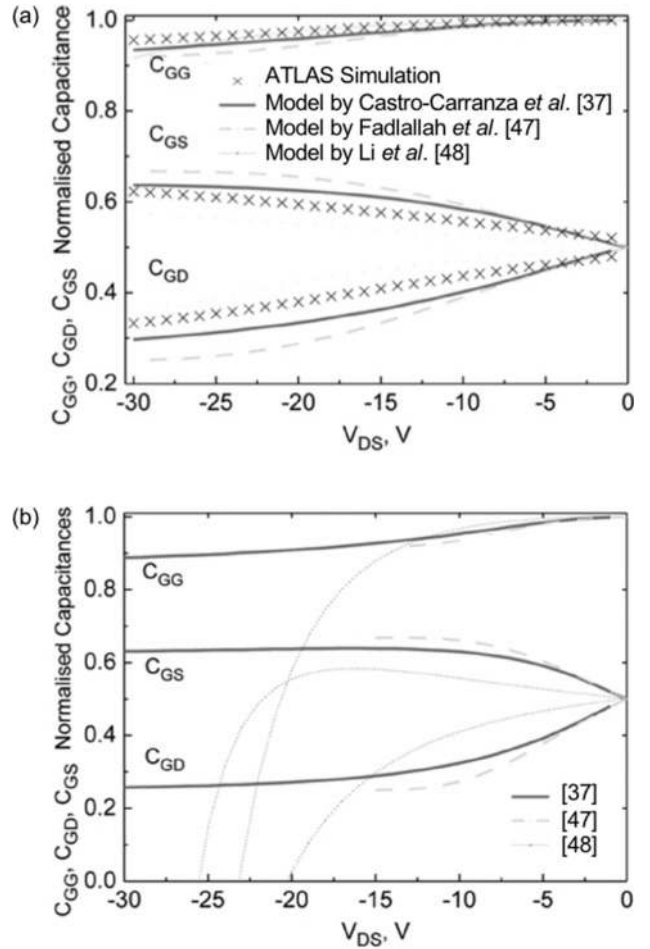 (a)
1.0
0.8
0.6
0.4
0.2
C_GG, C_GD, C_GS Normalised Capacitance
C_GG
C_GS
C_GD
ATLAS Simulation
Model by Castro-Carranza et al. [37]
Model by Fadlallah et al. [47]
Model by Li et al. [48]
-30 -25 -20 -15 -10 -5 0
V_DS, V
(b)
1.0
0.8
0.6
0.4
0.2
0.0
C_GG, C_GD, C_GS Normalised Capacitances
C_GG
C_GS
C_GD
[37]
[47]
[48]
-30 -25 -20 -15 -10 -5 0
V_DS, V